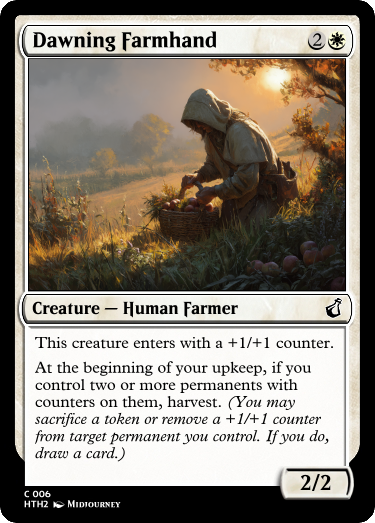 Dawning Farmhand 2
Creature — Human Farmer
This creature enters with a +1/+1 counter.
At the beginning of your upkeep, if you
control two or more permanents with
counters on them, harvest. (You may
sacrifice a token or remove a +1/+1 counter
from target permanent you control. If you do,
draw a card.)
2/2
C 006
HTH2 Midjourney